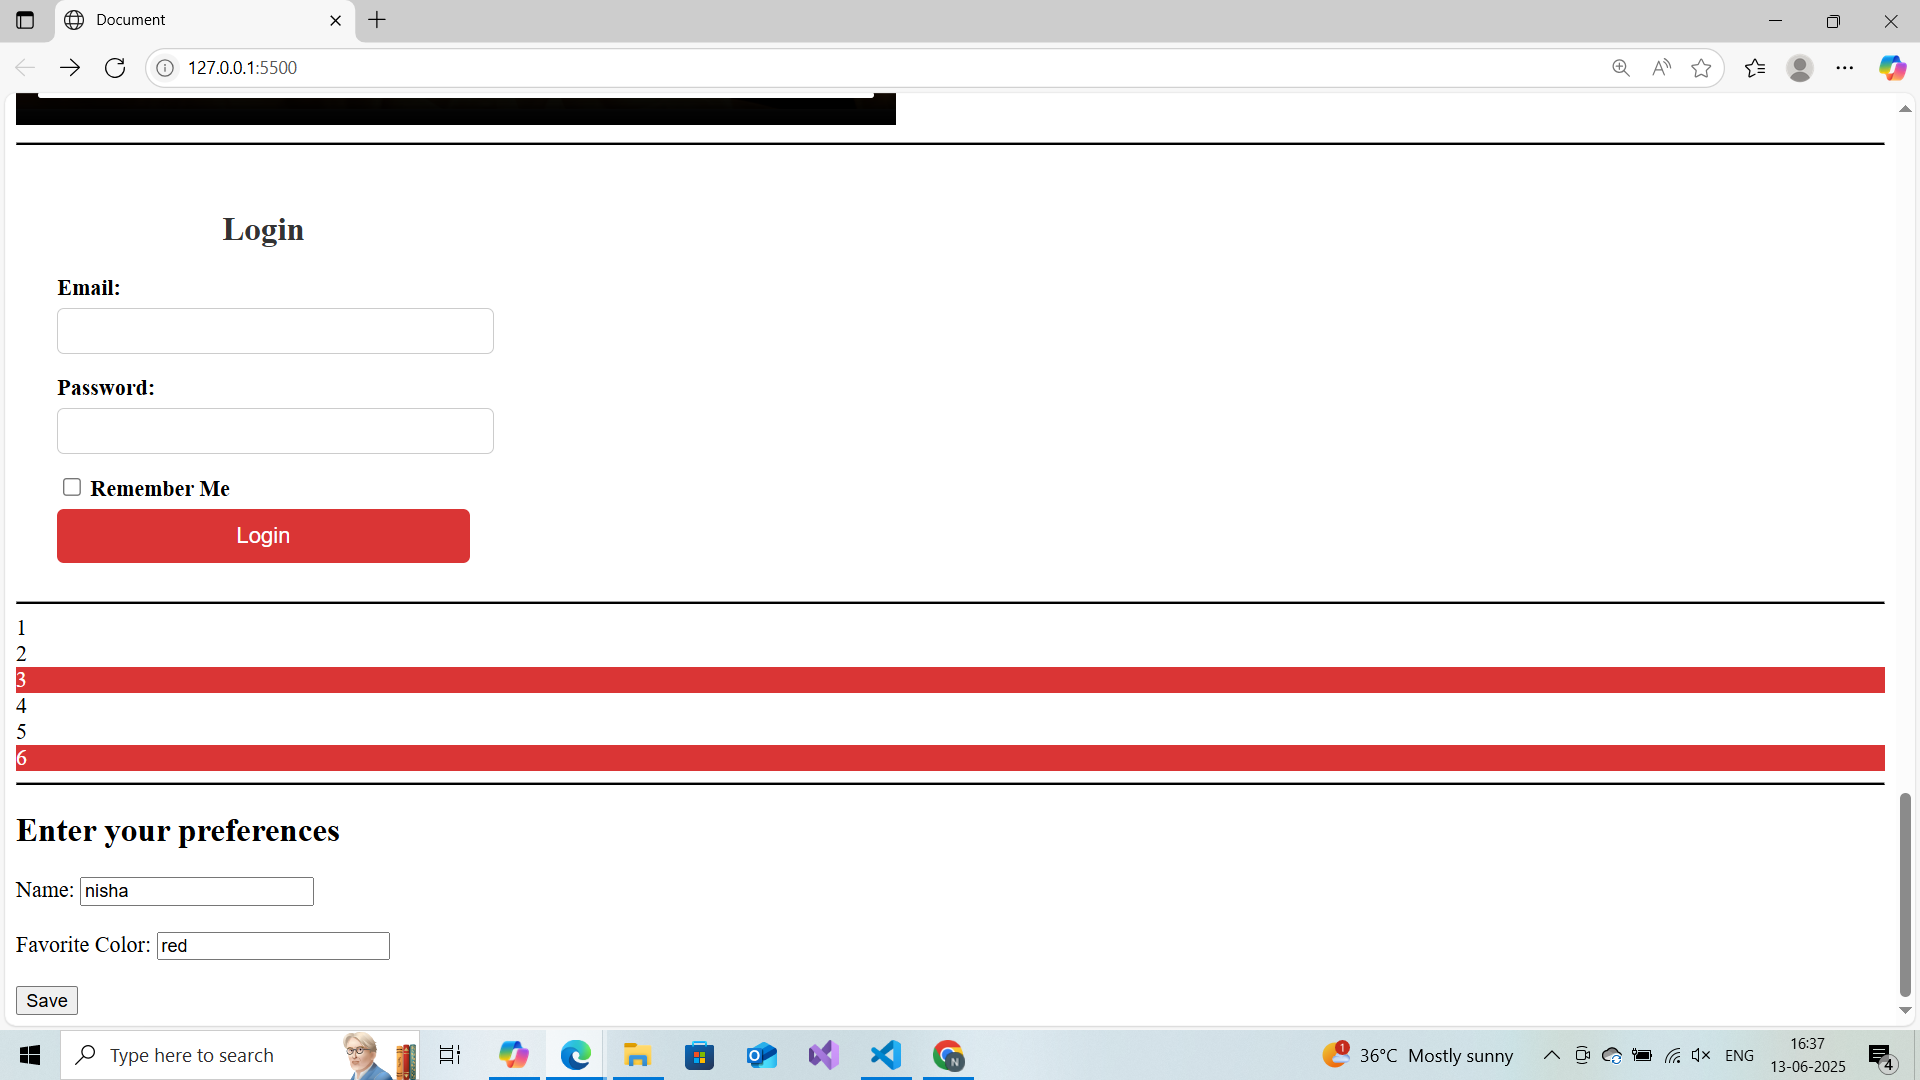 Document
127.0.0.1:5500
Login
Email:
Password:
Remember Me
Login
1
2
3
4
5
6
Enter your preferences
Name: nisha
Favorite Color: red
Save
Type here to search
1
36°C Mostly sunny
ENG
16:37
13-06-2025
4
N